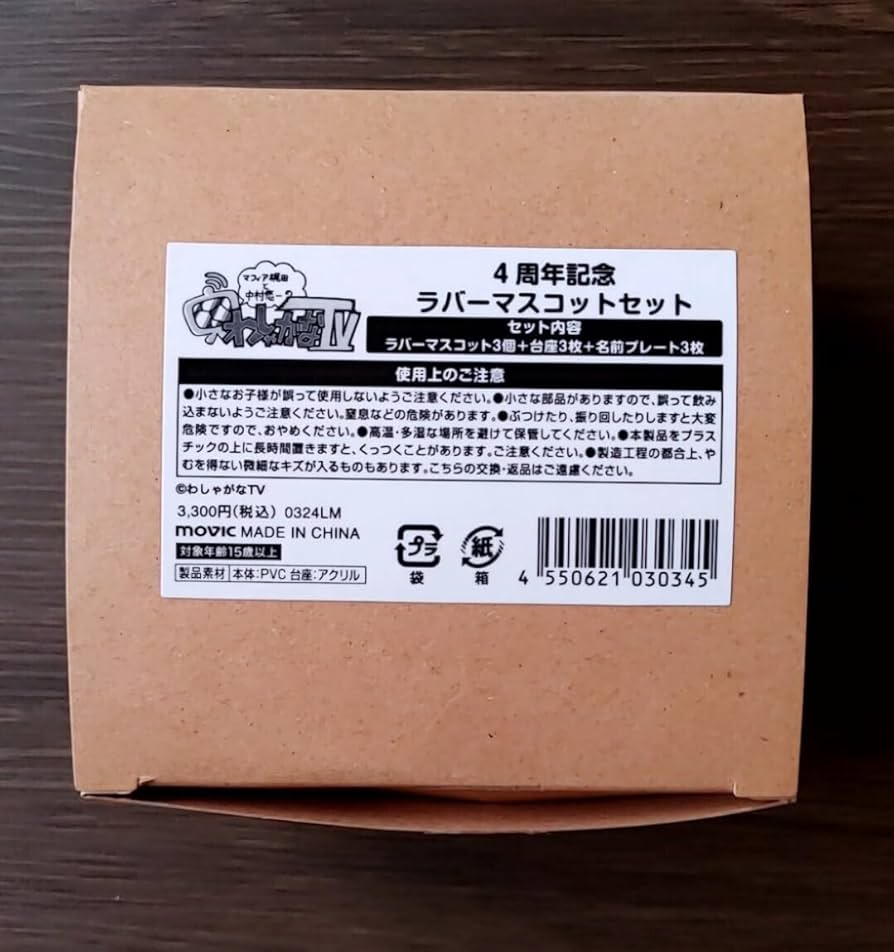 マフィア梶田
と
中村悠一の
わしゃがなTV
4周年記念
ラバーマスコットセット
セット内容
ラバーマスコット3個+台座3枚+名前プレート3枚
使用上のご注意
●小さなお子様が誤って使用しないようご注意ください。●小さな部品がありますので、誤って飲み
込まないようご注意ください。窒息などの危険があります。●ぶつけたり、振り回したりしますと大変
危険ですので、おやめください。●高温・多湿な場所を避けて保管してください。●本製品をプラス
チックの上に長時間置きますと、くっつくことがあります。ご注意ください。●製造工程の都合上、や
むを得ない微細なキズが入るものもあります。こちらの交換・返品はご遠慮ください。
©わしゃがなTV
3,300円(税込) 0324LM
movic MADE IN CHINA
対象年齢15歳以上
製品素材 本体:PVC 台座:アクリル
プラ
袋
紙
箱
4 550621 030345